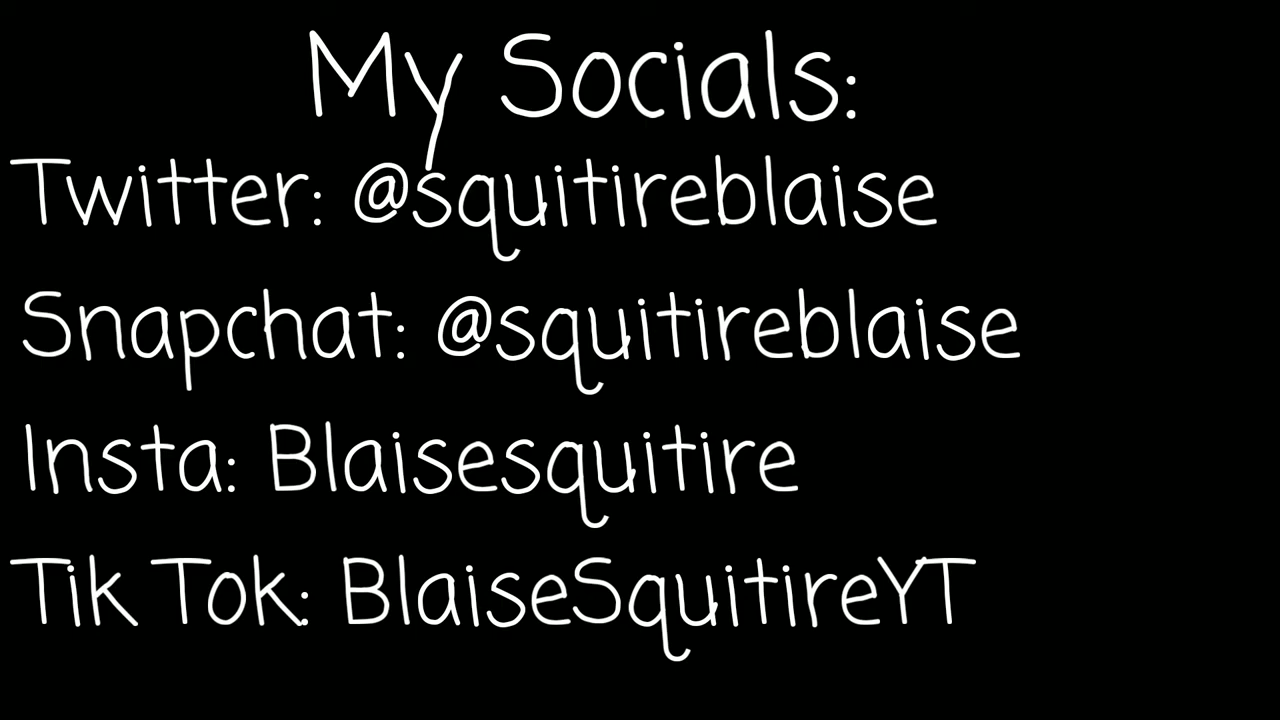 My Socials:
Twitter: @squitireblaise
Snapchat: @squitireblaise
Insta: Blaisesquitire
Tik Tok: BlaiseSquitireYT